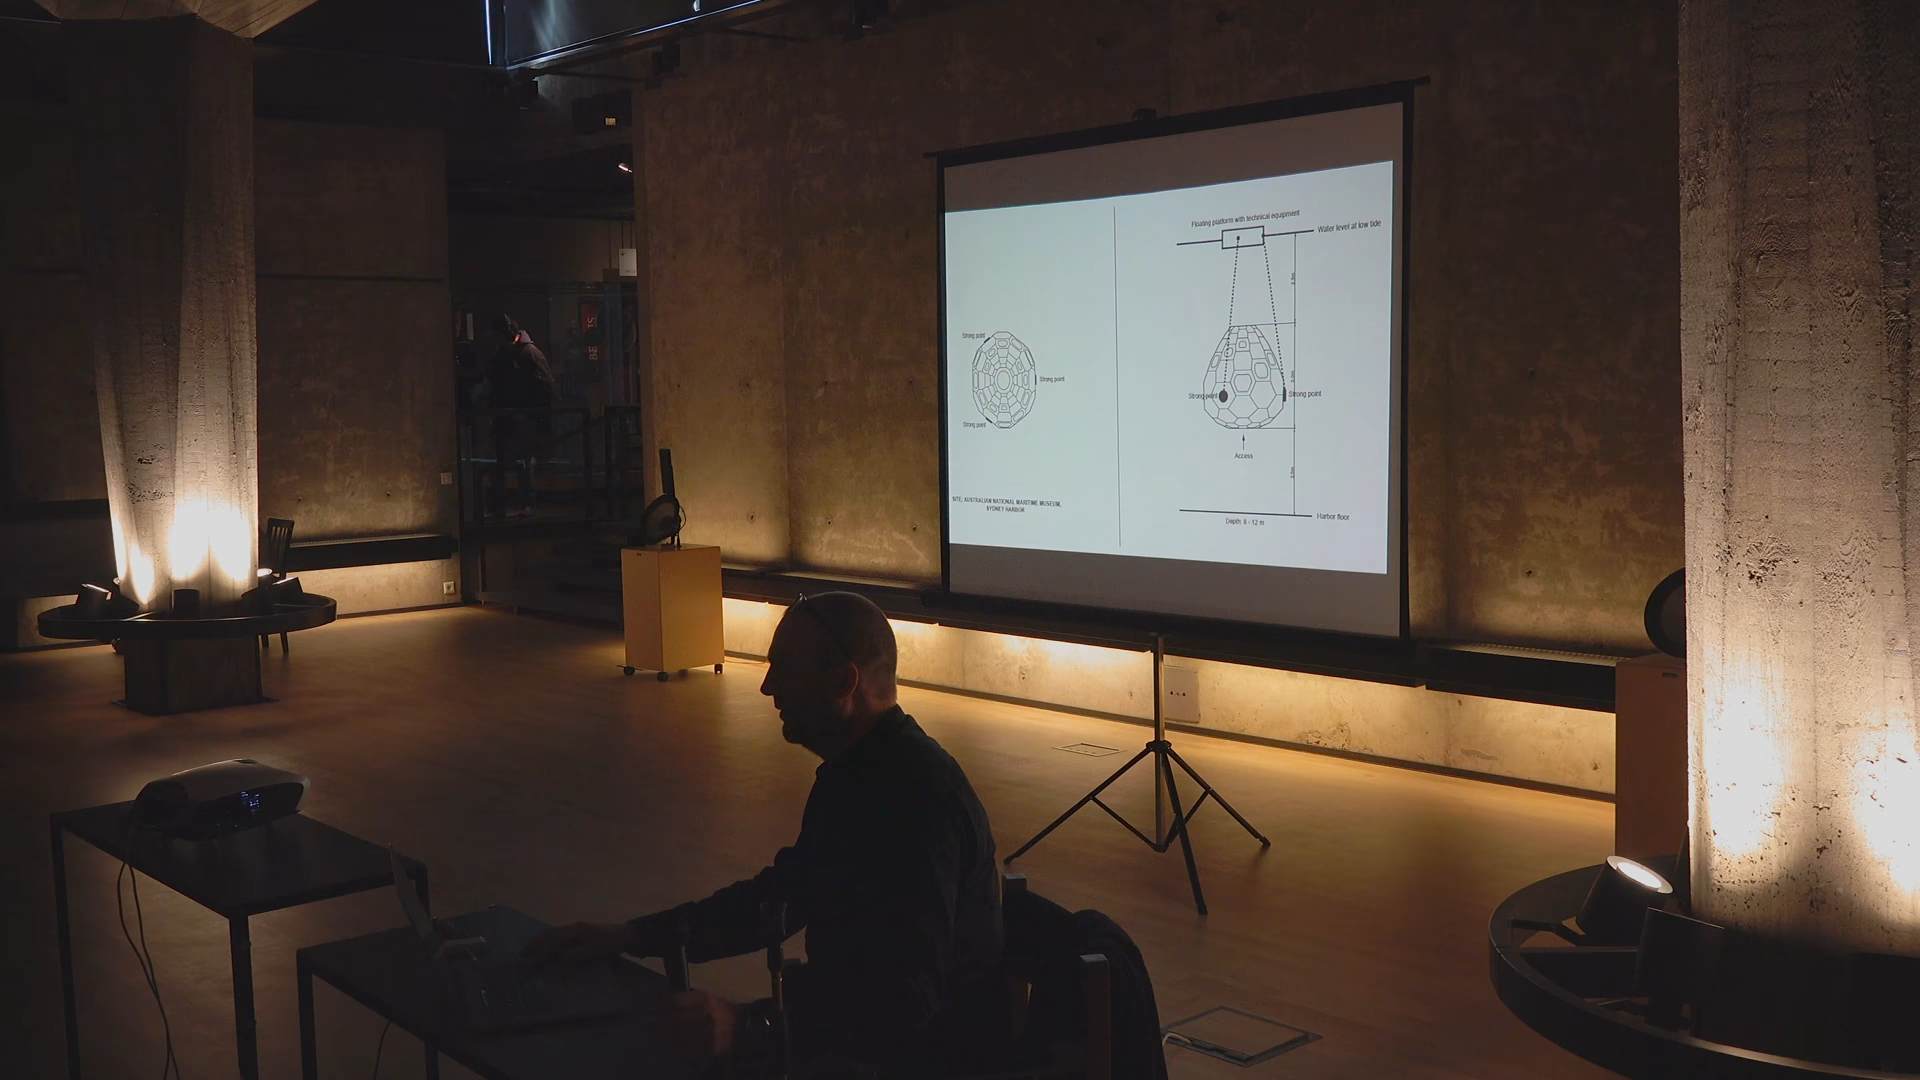 Floating platform with technical equipment
Water level at low tide
Strong point
Strong point
Strong point
Strong point
Strong point
Access
SITE: AUSTRALIAN NATIONAL MARITIME MUSEUM,
SYDNEY HARBOR
Harbor floor
Depth: 8 - 12 m